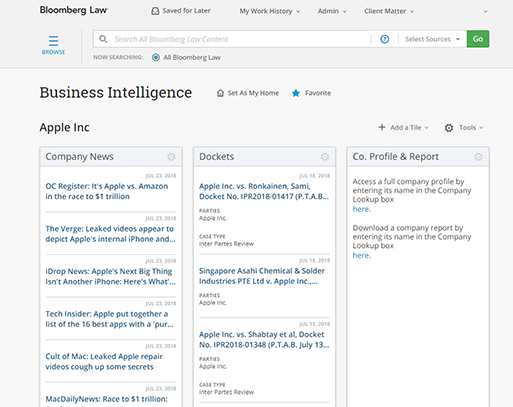 Bloomberg Law®
Saved for Later
My Work History
Admin
Client Matter
BROWSE
Search All Bloomberg Law Content
Select Sources
Go
NOW SEARCHING:
All Bloomberg Law
Business Intelligence
Set As My Home
Favorite
Apple Inc
Add a Tile
Tools
Company News
JUL 23, 2018
OC Register: It's Apple vs. Amazon
in the race to $1 trillion
JUL 23, 2018
The Verge: Leaked videos appear to
depict Apple's internal iPhone and...
JUL 23, 2018
iDrop News: Apple's Next Big Thing
Isn't Another iPhone: Here's What'...
JUL 23, 2018
Tech Insider: Apple put together a
list of the 16 best apps with a 'pur...
JUL 23, 2018
Cult of Mac: Leaked Apple repair
videos cough up some secrets
JUL 23, 2018
MacDailyNews: Race to $1 trillion:
Dockets
JUL 18, 2018
Apple Inc. vs. Ronkainen, Sami,
Docket No. IPR2018-01417 (P.T.A.B...
PARTIES
Apple Inc.
CASE TYPE
Inter Partes Review
JUL 18, 2018
Singapore Asahi Chemical & Solder
Industries PTE Ltd v. Apple Inc.,...
PARTIES
Apple Inc.
JUL 13, 2018
Apple Inc. vs. Shabtay et al, Docket
No. IPR2018-01348 (P.T.A.B. July 13...
PARTIES
Apple Inc.
CASE TYPE
Inter Partes Review
Co. Profile & Report
Access a full company profile by
entering its name in the Company
Lookup box
here.
Download a company report by
entering its name in the Company
Lookup box
here.